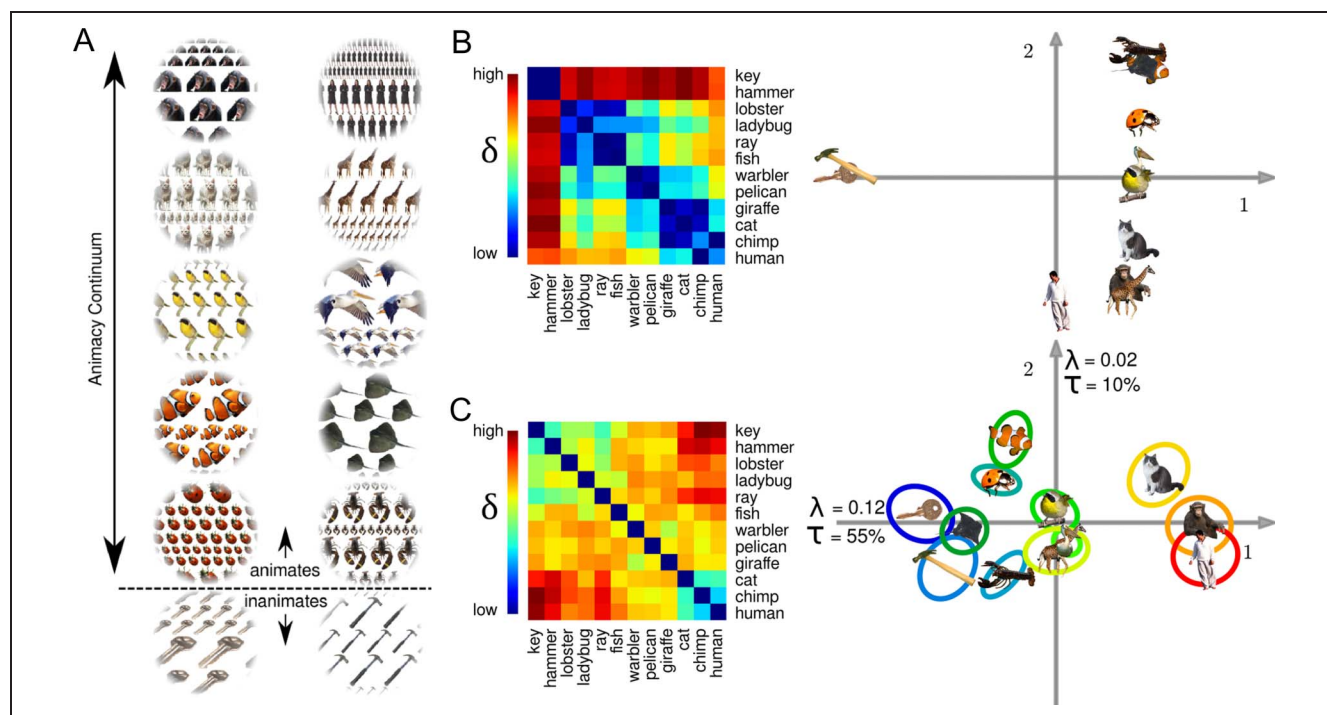 A
Animacy Continuum
animates
inanimates
B
high
δ
low
key
hammer
lobster
ladybug
ray
fish
warbler
pelican
giraffe
cat
chimp
human
key
hammer
lobster
ladybug
ray
fish
warbler
pelican
giraffe
cat
chimp
human
2
1
C
high
δ
low
key
hammer
lobster
ladybug
ray
fish
warbler
pelican
giraffe
cat
chimp
human
key
hammer
lobster
ladybug
ray
fish
warbler
pelican
giraffe
cat
chimp
human
2
λ = 0.02
τ = 10%
λ = 0.12
τ = 55%
1